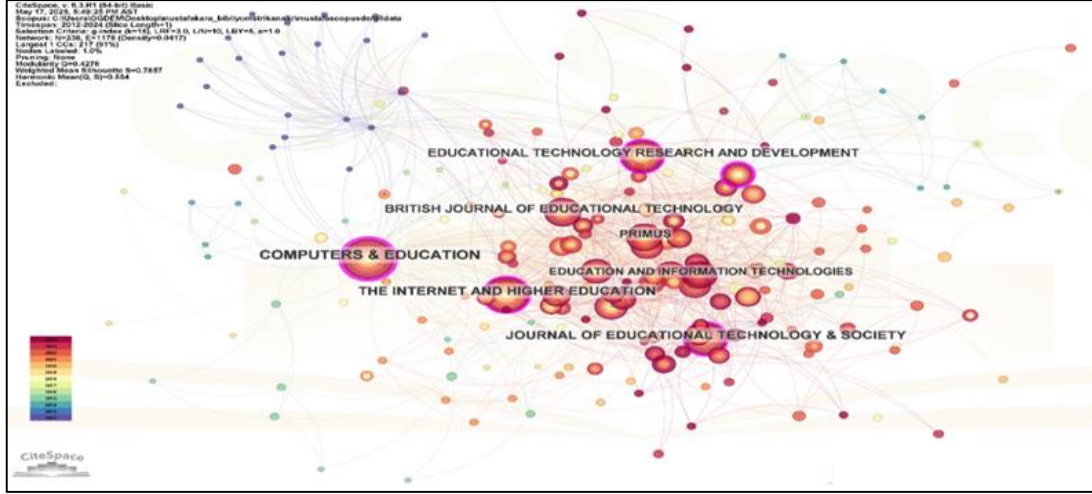 CiteSpace, v. 6.3.R1 (64-bit) Basic
May 17, 2025, 5:49:25 PM AST
Timespan: 2012-2024 (Slice Length=1)
Selection Criteria: g-index (k=15), LRF=3.0, L/N=10, LBY=5, e=1.0
Network: N=236, E=1176 (Density=0.0417)
Largest 1 CCs: 217 (91%)
Nodes Labeled: 1.0%
Pruning: None
Modularity Q=0.4278
Weighted Mean Silhouette S=0.7857
Harmonic Mean(Q, S)=0.554
Excluded:
EDUCATIONAL TECHNOLOGY RESEARCH AND DEVELOPMENT
BRITISH JOURNAL OF EDUCATIONAL TECHNOLOGY
PRIMUS
COMPUTERS & EDUCATION
EDUCATION AND INFORMATION TECHNOLOGIES
THE INTERNET AND HIGHER EDUCATION
JOURNAL OF EDUCATIONAL TECHNOLOGY & SOCIETY
CiteSpace